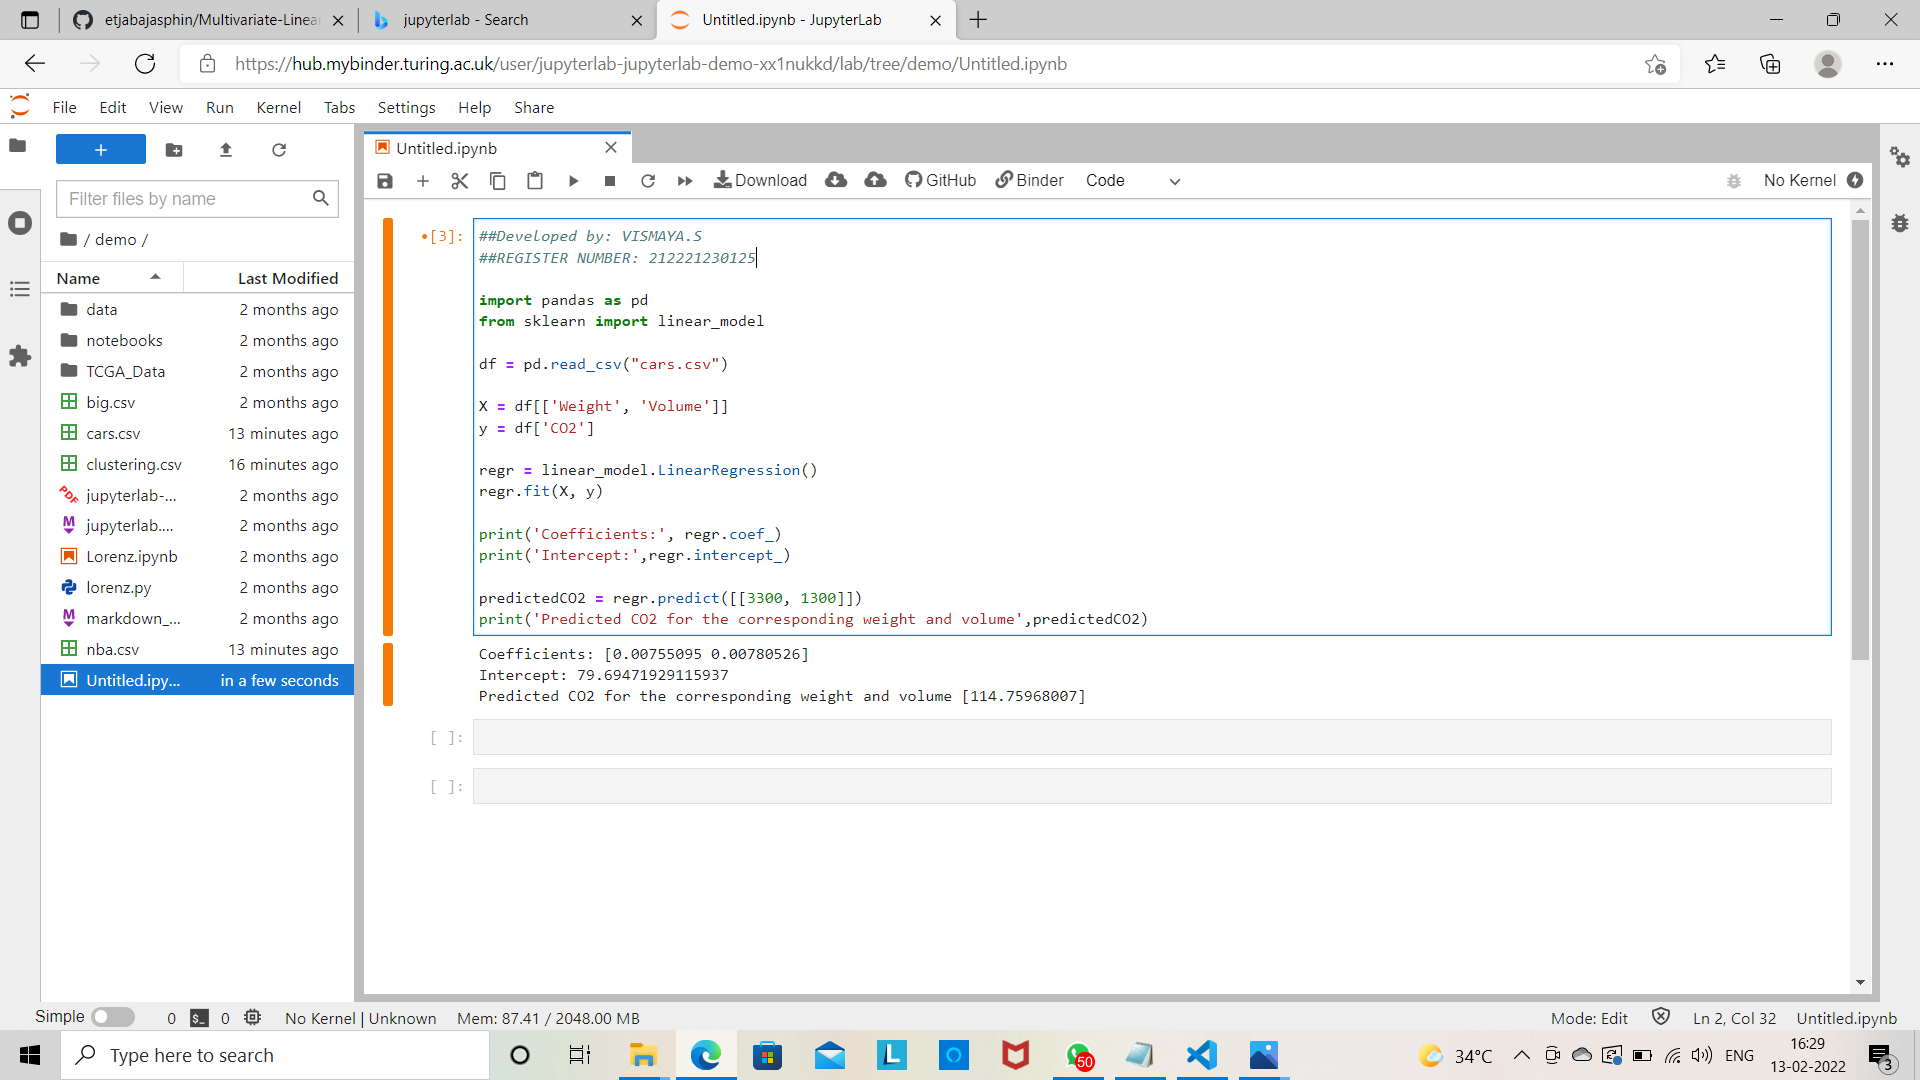 etjabajasphin/Multivariate-Linea
jupyterlab - Search
Untitled.ipynb - JupyterLab
https://hub.mybinder.turing.ac.uk/user/jupyterlab-jupyterlab-demo-xx1nukkd/lab/tree/demo/Untitled.ipynb
File Edit View Run Kernel Tabs Settings Help Share
Filter files by name
/ demo /
Name Last Modified
data 2 months ago
notebooks 2 months ago
TCGA_Data 2 months ago
big.csv 2 months ago
cars.csv 13 minutes ago
clustering.csv 16 minutes ago
PDF jupyterlab-... 2 months ago
M jupyterlab.... 2 months ago
Lorenz.ipynb 2 months ago
lorenz.py 2 months ago
M markdown_... 2 months ago
nba.csv 13 minutes ago
Untitled.ipy... in a few seconds
Untitled.ipynb
Download GitHub Binder Code No Kernel
[3]:
##Developed by: VISMAYA.S
##REGISTER NUMBER: 212221230125
import pandas as pd
from sklearn import linear_model
df = pd.read_csv("cars.csv")
X = df[['Weight', 'Volume']]
y = df['CO2']
regr = linear_model.LinearRegression()
regr.fit(X, y)
print('Coefficients:', regr.coef_)
print('Intercept:',regr.intercept_)
predictedCO2 = regr.predict([[3300, 1300]])
print('Predicted CO2 for the corresponding weight and volume',predictedCO2)
Coefficients: [0.00755095 0.00780526]
Intercept: 79.69471929115937
Predicted CO2 for the corresponding weight and volume [114.75968007]
[ ]:
[ ]:
Simple 0 $_ 0 No Kernel | Unknown Mem: 87.41 / 2048.00 MB
Mode: Edit Ln 2, Col 32 Untitled.ipynb
Type here to search
L
50
34°C
ENG
16:29
13-02-2022
3